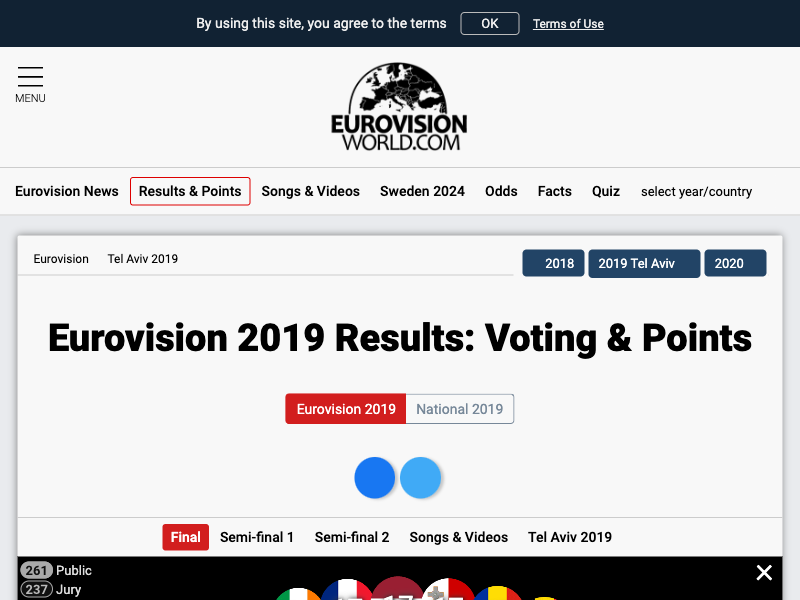 By using this site, you agree to the terms OK Terms of Use
MENU
EUROVISION
WORLD.COM
Eurovision News Results & Points Songs & Videos Sweden 2024 Odds Facts Quiz select year/country
Eurovision Tel Aviv 2019 2018 2019 Tel Aviv 2020
Eurovision 2019 Results: Voting & Points
Eurovision 2019 National 2019
Final Semi-final 1 Semi-final 2 Songs & Videos Tel Aviv 2019
261 Public
237 Jury